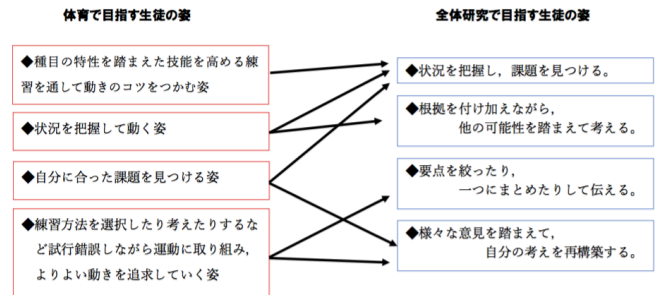 体育で目指す生徒の姿
◆種目の特性を踏まえた技能を高める練
習を通して動きのコツをつかむ姿
◆状況を把握して動く姿
◆自分に合った課題を見つける姿
◆練習方法を選択したり考えたりするな
ど試行錯誤しながら運動に取り組み,
よりよい動きを追求していく姿
全体研究で目指す生徒の姿
◆状況を把握し,課題を見つける。
◆根拠を付け加えながら,
他の可能性を踏まえて考える。
◆要点を絞ったり,
一つにまとめたりして伝える。
◆様々な意見を踏まえて,
自分の考えを再構築する。